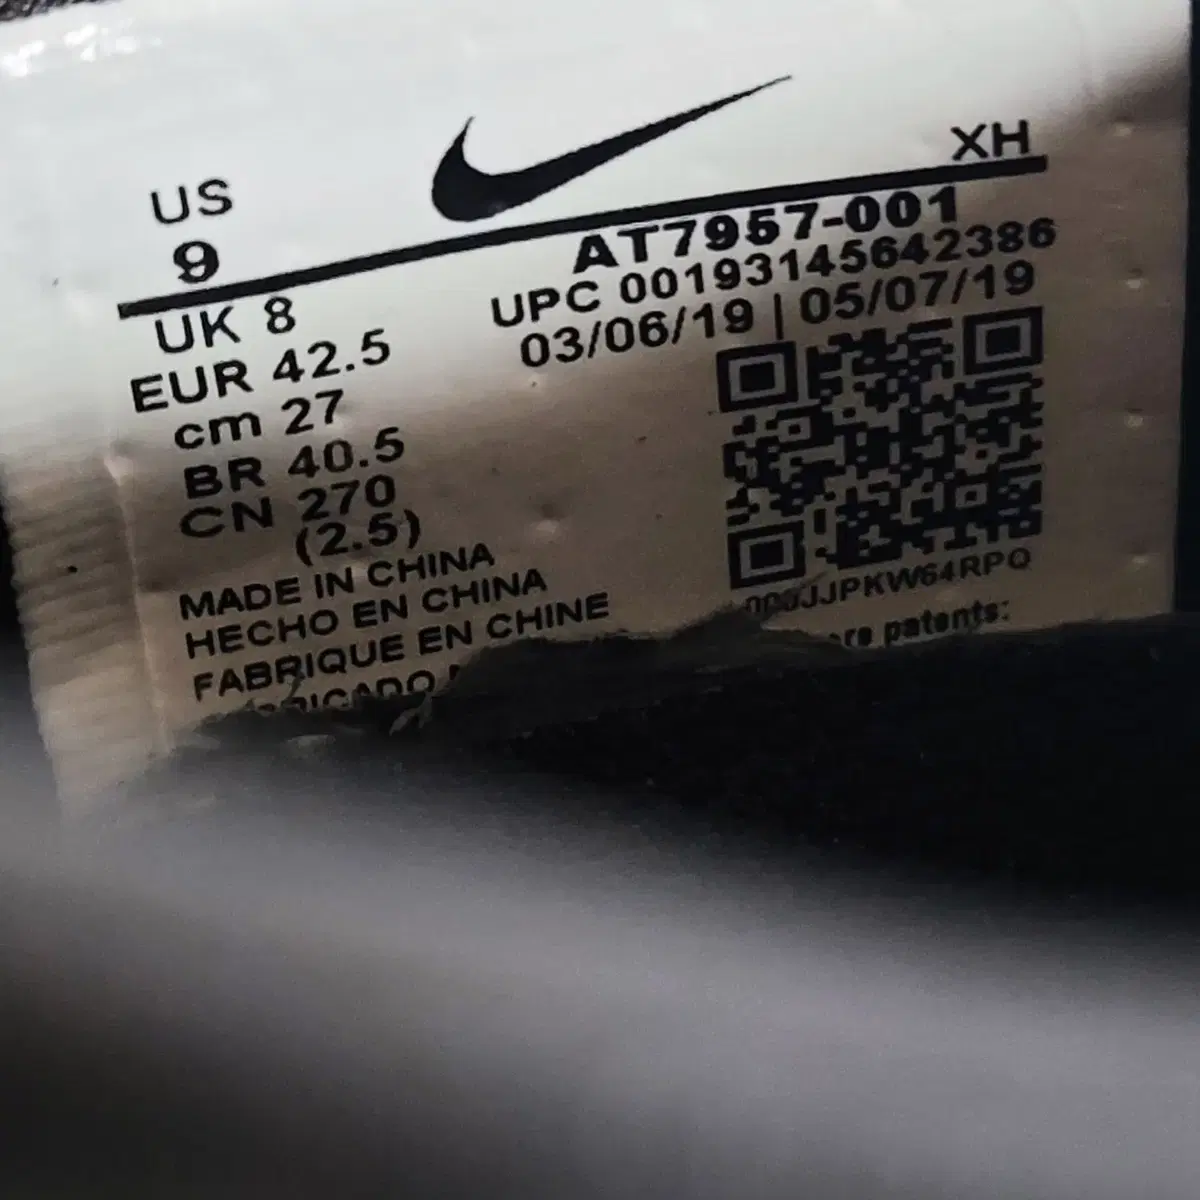 US
9
XH
UK 8
EUR 42.5
cm 27
BR 40.5
CN 270
(2.5)
AT7957-001
UPC 00193145642386
03/06/19 | 05/07/19
MADE IN CHINA
HECHO EN CHINA
FABRIQUE EN CHINE
patents: